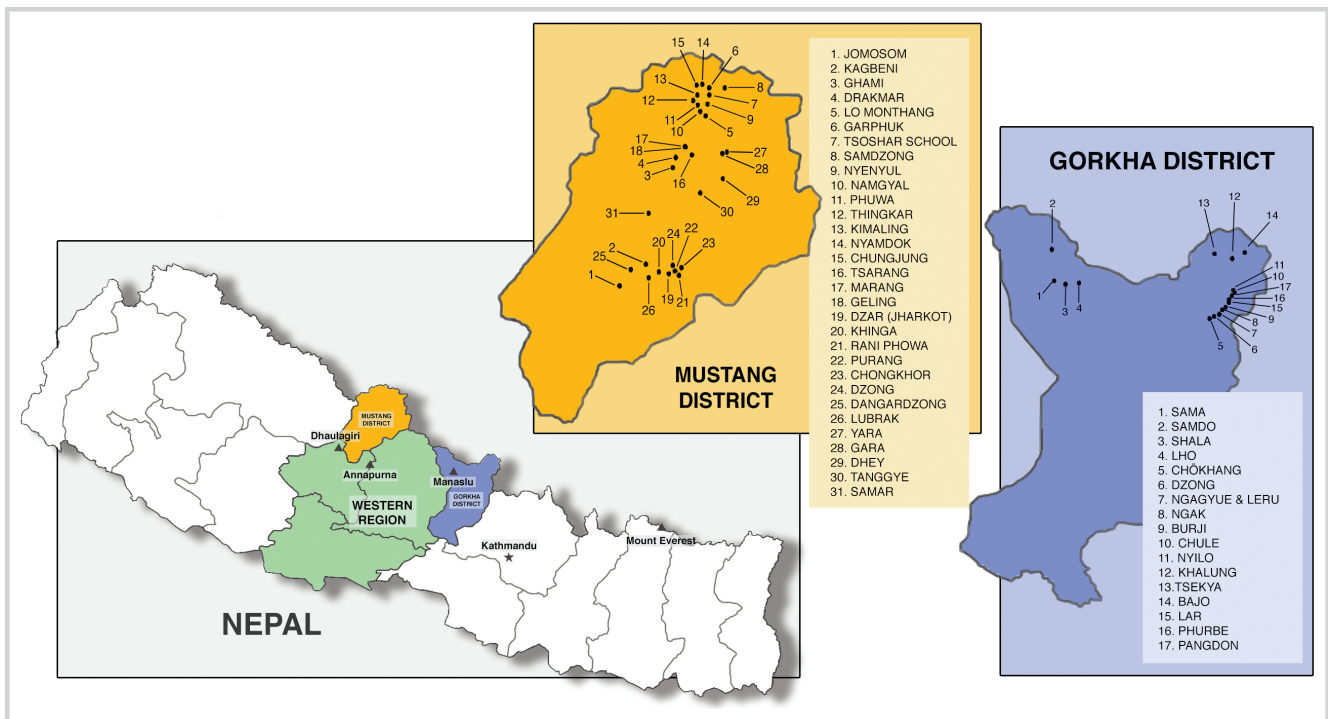 15
14
6
13
8
12
7
11
9
10
5
17
18
27
4
28
3
16
29
30
31
24
22
2
20
23
25
1
19
21
26
MUSTANG
DISTRICT
1. JOMOSOM
2. KAGBENI
3. GHAMI
4. DRAKMAR
5. LO MONTHANG
6. GARPHUK
7. TSOSHAR SCHOOL
8. SAMDZONG
9. NYENYUL
10. NAMGYAL
11. PHUWA
12. THINGKAR
13. KIMALING
14. NYAMDOK
15. CHUNGJUNG
16. TSARANG
17. MARANG
18. GELING
19. DZAR (JHARKOT)
20. KHINGA
21. RANI PHOWA
22. PURANG
23. CHONGKHOR
24. DZONG
25. DANGARDZONG
26. LUBRAK
27. YARA
28. GARA
29. DHEY
30. TANGGYE
31. SAMAR
GORKHA DISTRICT
2
13
12
14
1
3
4
11
10
17
16
15
9
8
7
5
6
1. SAMA
2. SAMDO
3. SHALA
4. LHO
5. CHÖKHANG
6. DZONG
7. NGAGYUE & LERU
8. NGAK
9. BURJI
10. CHULE
11. NYILO
12. KHALUNG
13.TSEKYA
14. BAJO
15. LAR
16. PHURBE
17. PANGDON
MUSTANG
DISTRICT
Dhaulagiri
Annapurna
Manaslu
WESTERN
REGION
GORKHA
DISTRICT
Kathmandu
Mount Everest
NEPAL